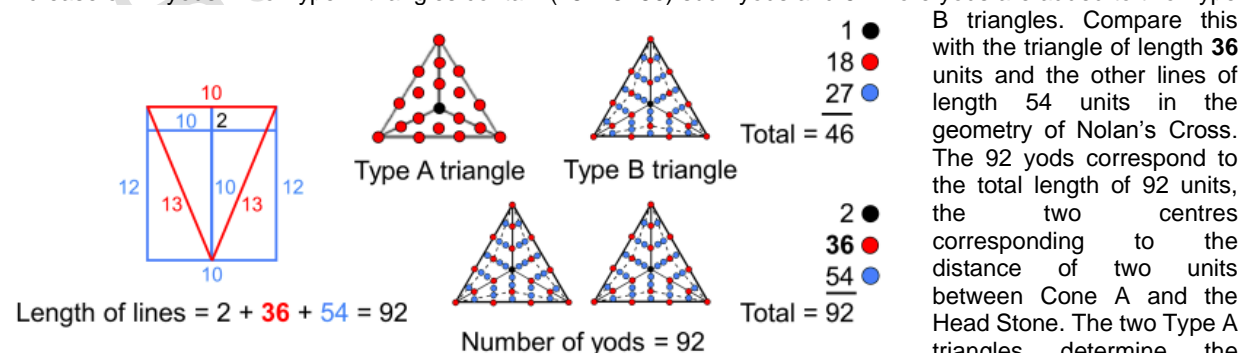 B triangles. Compare this
with the triangle of length 36
units and the other lines of
length 54 units in the
geometry of Nolan's Cross.
The 92 yods correspond to
the total length of 92 units,
the two centres
corresponding to the
distance of two units
between Cone A and the
Head Stone. The two Type A
triangles determine the
10
10 2
12 10 12
13 13
10
Length of lines = 2 + 36 + 54 = 92
Type A triangle
Type B triangle
1
18
27
Total = 46
2
36
54
Total = 92
Number of yods = 92